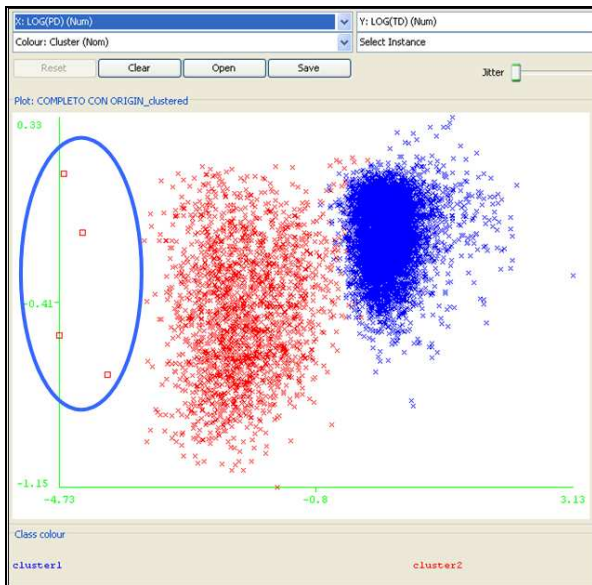 X: LOG(PD) (Num)
Y: LOG(TD) (Num)
Colour: Cluster (Nom)
Select Instance
Reset
Clear
Open
Save
Jitter
Plot: COMPLETO CON ORIGIN_clustered
0.33
-0.41
-1.15
-4.73
-0.8
3.13
Class colour
cluster1
cluster2